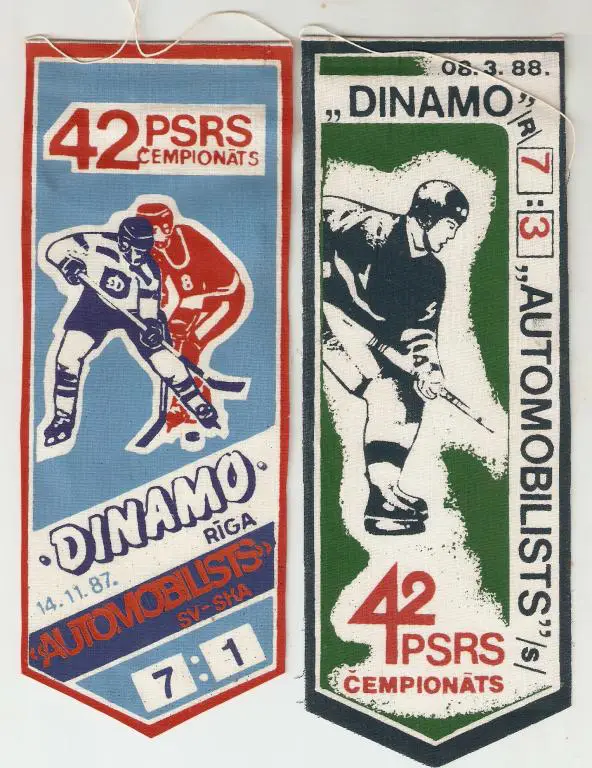 42 PSRS
ČEMPIONĀTS
8
D
DINAMO
RĪGA
14.11.87.
«AUTOMOBILISTS»
SV-SKA
7:1
08.3.88.
„DINAMO”/R/
7:3
„AUTOMOBILISTS”/S/
42
PSRS
ČEMPIONĀTS